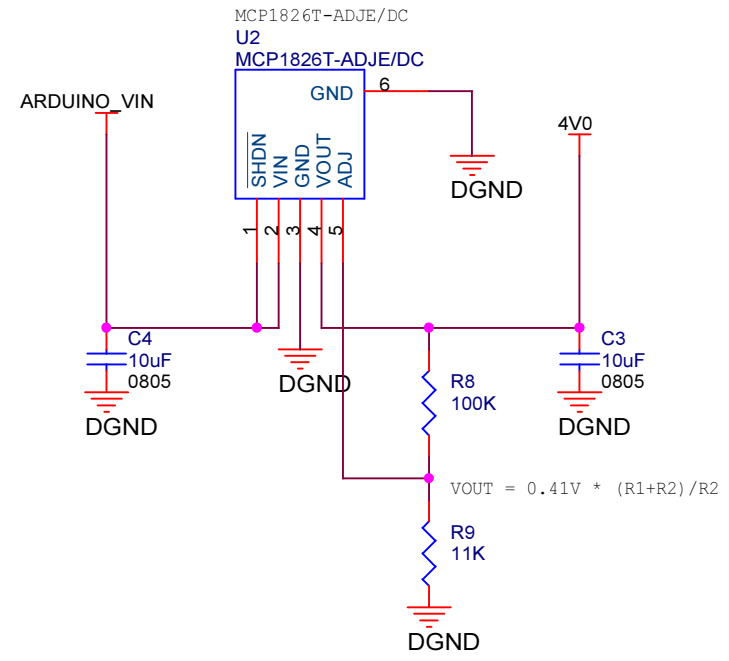 MCP1826T-ADJE/DC
U2
MCP1826T-ADJE/DC
GND
6
ARDUINO_VIN
4V0
SHDN
VIN
GND
VOUT
ADJ
DGND
1
2
3
4
5
C4
10uF
0805
DGND
DGND
R8
100K
C3
10uF
0805
DGND
VOUT = 0.41V * (R1+R2)/R2
R9
11K
DGND